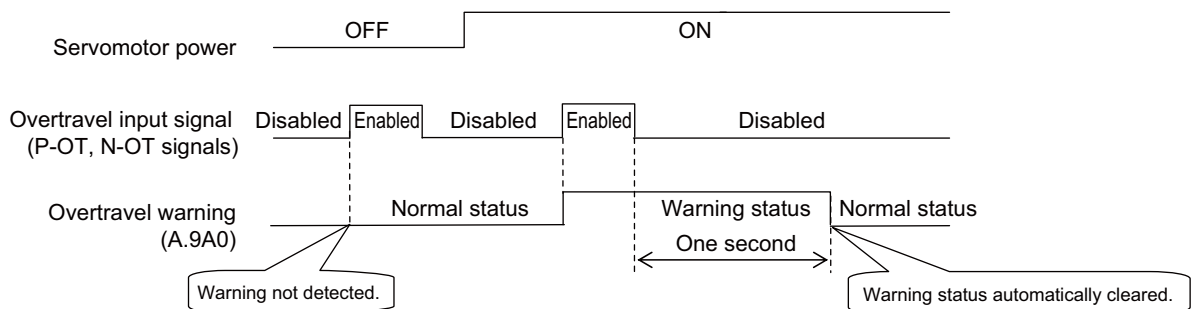 OFF
ON
Servomotor power
Overtravel input signal
(P-OT, N-OT signals)
Disabled
Enabled
Disabled
Enabled
Disabled
Overtravel warning
(A.9A0)
Normal status
Warning status
Normal status
One second
Warning not detected.
Warning status automatically cleared.